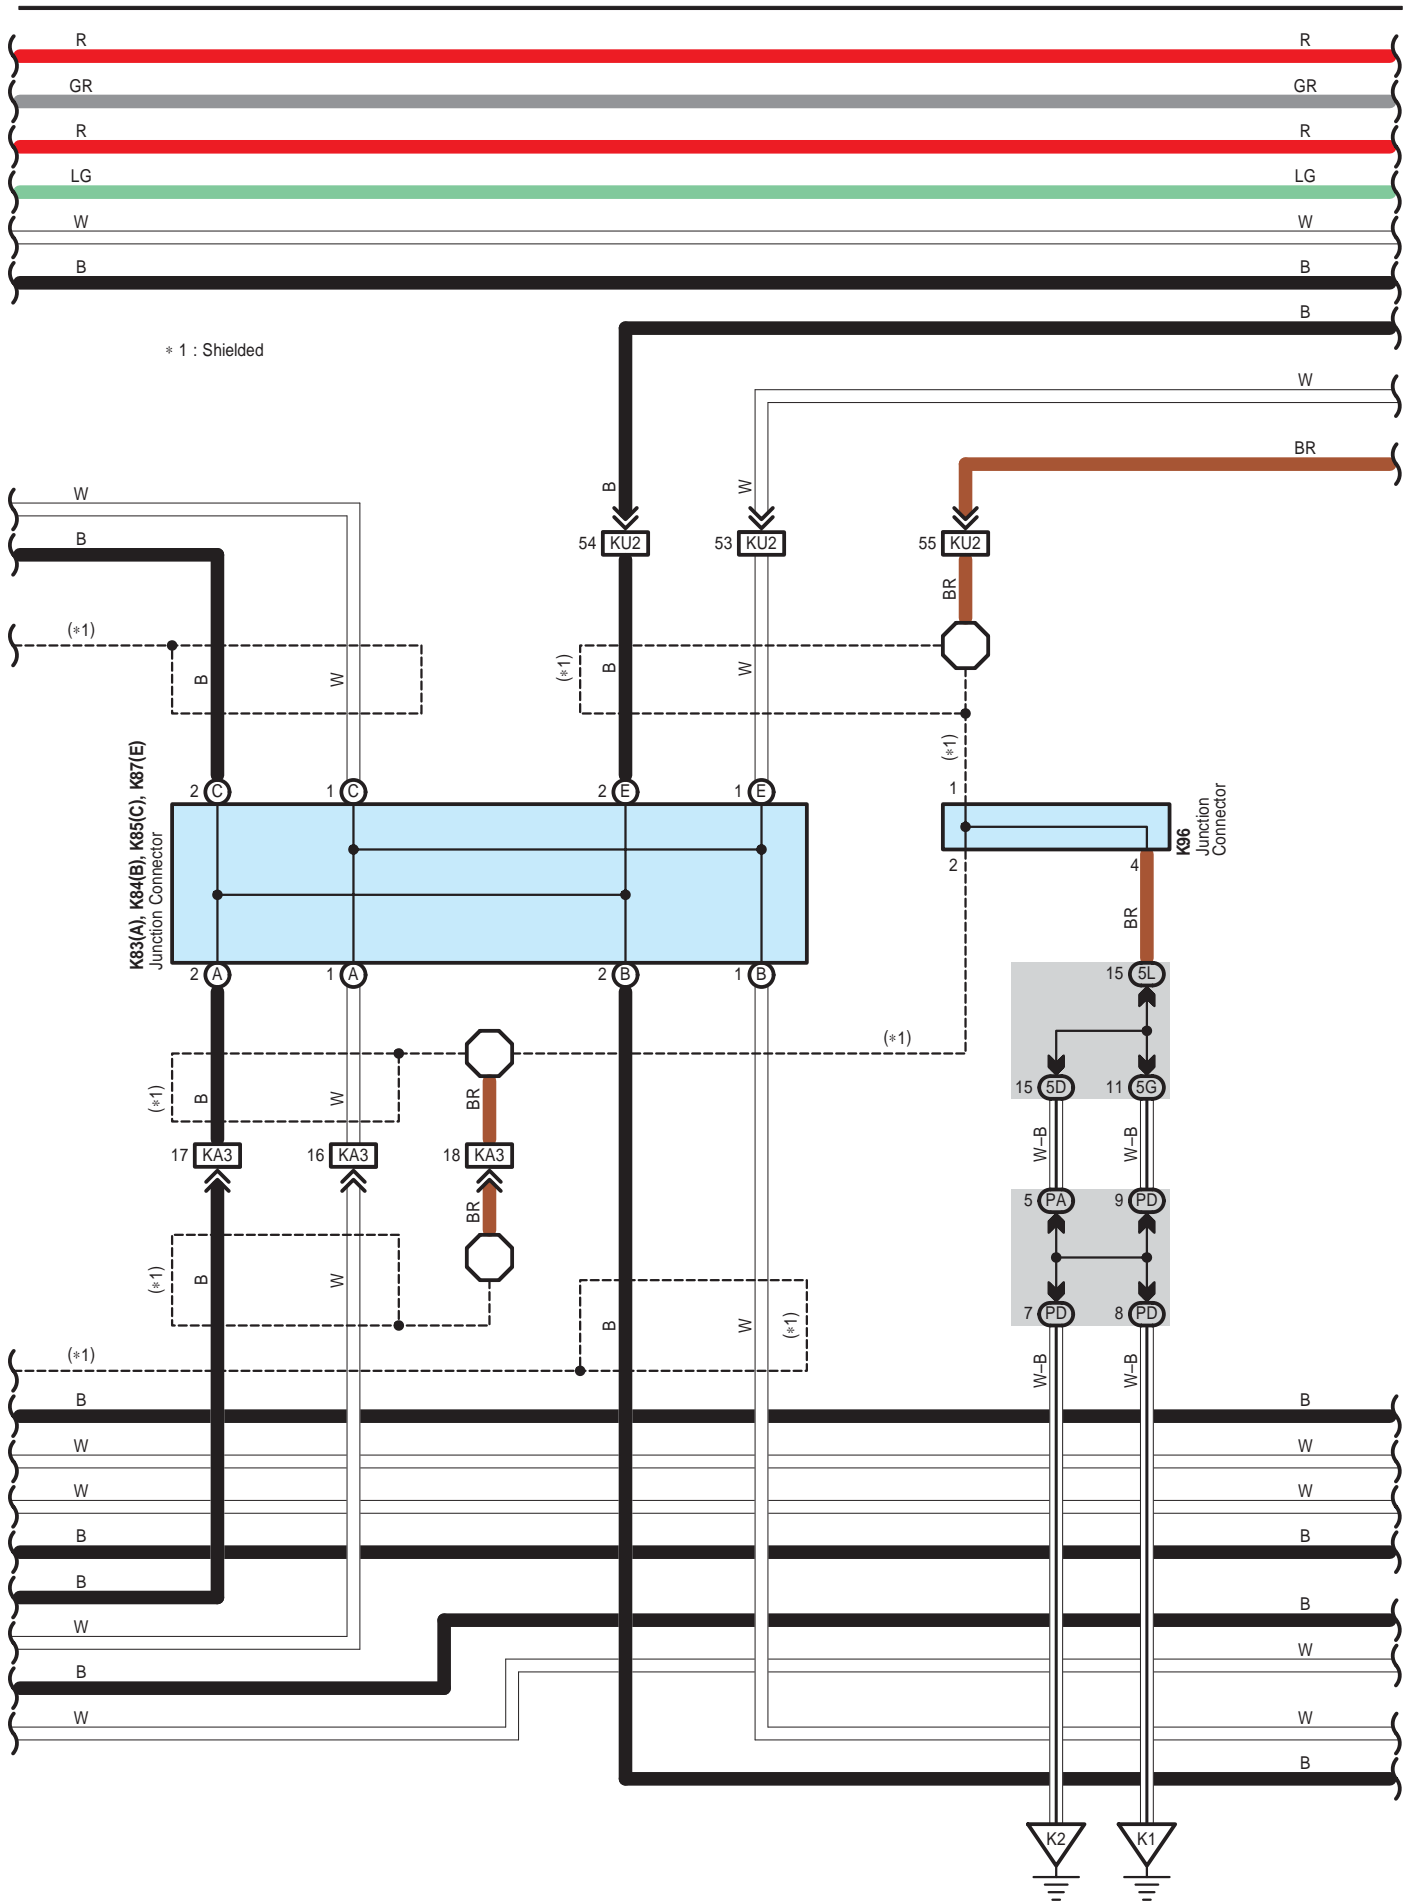 R R
GR GR
R R
LG LG
W W
B B
B
∗ 1 : Shielded
W
BR
W
B
B
W
54 KU2
53 KU2
55 KU2
BR
(∗1)
B
W
(∗1)
B
W
(∗1)
K83(A), K84(B), K85(C), K87(E)
Junction Connector
2 C
1 C
2 E
1 E
1
2
4
K96
Junction
Connector
BR
2 A
1 A
2 B
1 B
15 5L
(∗1)
(∗1)
B
W
BR
15 5D
11 5G
17 KA3
16 KA3
18 KA3
W–B
W–B
BR
5 PA
9 PD
(∗1)
B
W
7 PD
8 PD
B
W
(∗1)
(∗1)
W–B
W–B
B B
W W
W W
B B
B
B
W
W
B
W
W
B
K2
K1